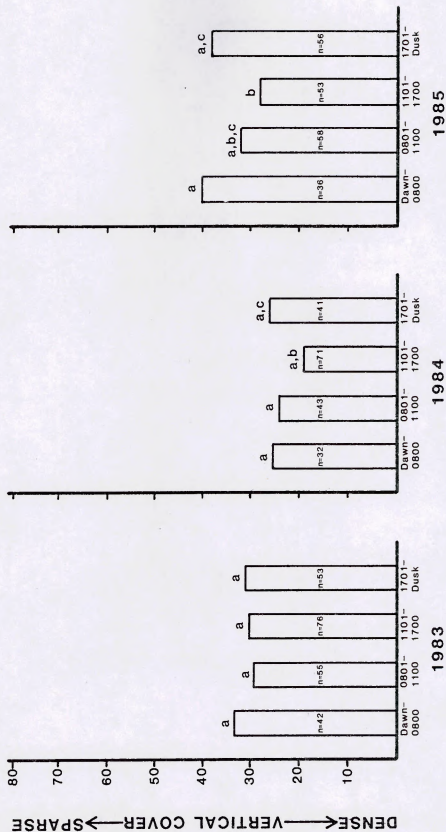 DENSE←—VERTICAL COVER—→SPARSE
80
70
60
50
40
30
20
10
a
a
a
a
n=42
n=55
n=76
n=53
Dawn-
0800
0801-
1100
1101-
1700
1701-
Dusk
1983
a
a
a,b
a,c
n=32
n=43
n=71
n=41
Dawn-
0800
0801-
1100
1101-
1700
1701-
Dusk
1984
a
a,b,c
b
a,c
n=36
n=58
n=53
n=56
Dawn-
0800
0801-
1100
1101-
1700
1701-
Dusk
1985